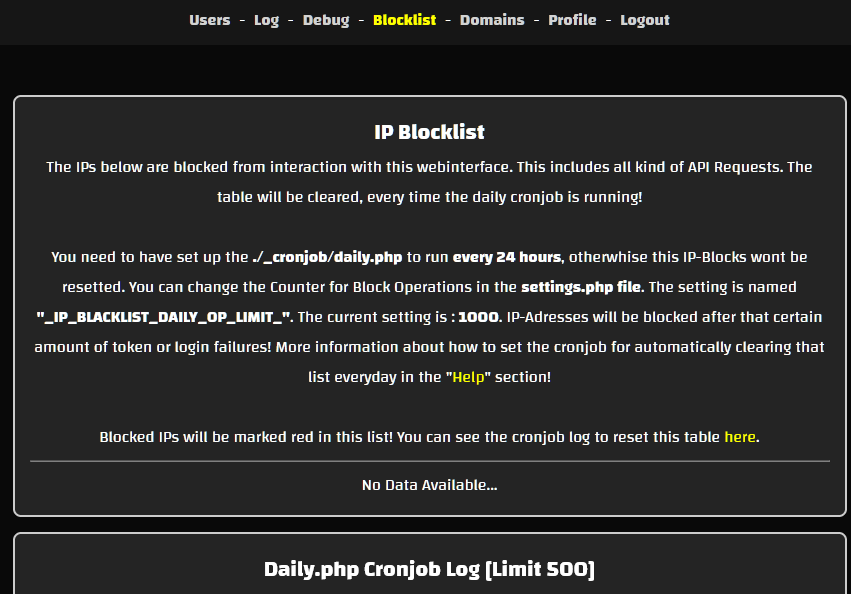 Users - Log - Debug - Blocklist - Domains - Profile - Logout
IP Blocklist
The IPs below are blocked from interaction with this webinterface. This includes all kind of API Requests. The
table will be cleared, every time the daily cronjob is running!
You need to have set up the ./_cronjob/daily.php to run every 24 hours, otherwhise this IP-Blocks wont be
resetted. You can change the Counter for Block Operations in the settings.php file. The setting is named
"_IP_BLACKLIST_DAILY_OP_LIMIT_". The current setting is : 1000. IP-Adresses will be blocked after that certain
amount of token or login failures! More information about how to set the cronjob for automatically clearing that
list everyday in the "Help" section!
Blocked IPs will be marked red in this list! You can see the cronjob log to reset this table here.
No Data Available...
Daily.php Cronjob Log [Limit 500]